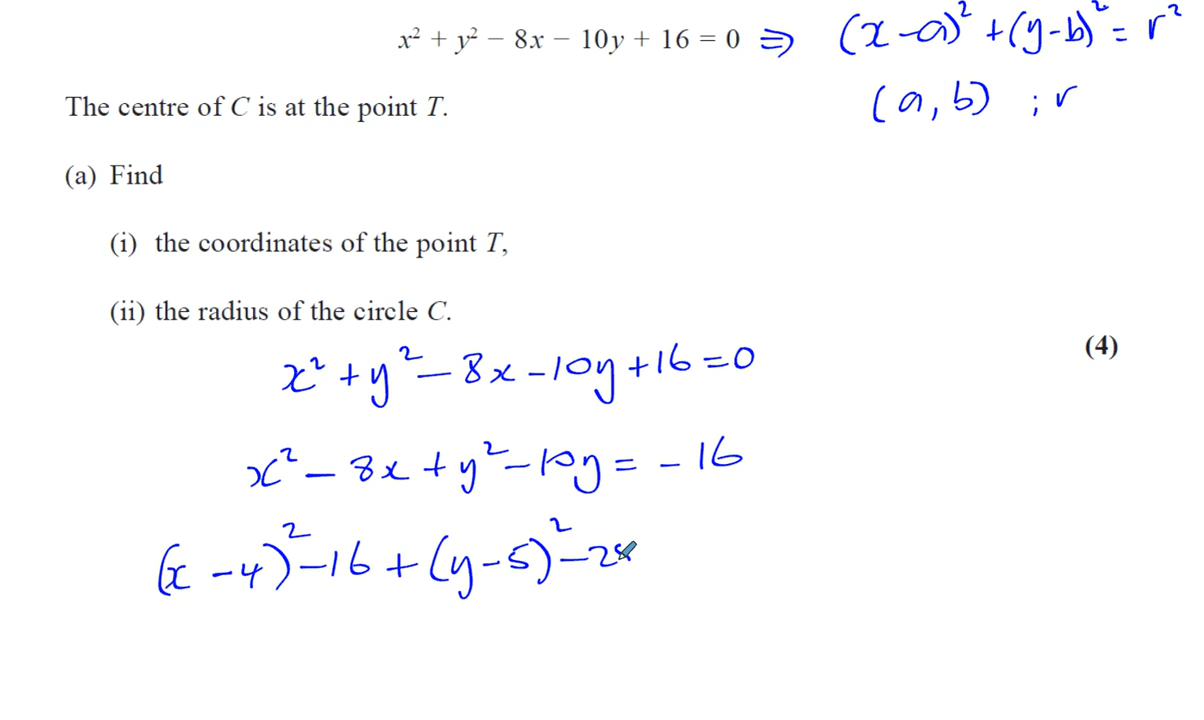 x² + y² − 8x − 10y + 16 = 0 ⇒ (x-a)² + (y-b)² = r²
The centre of C is at the point T.
(a, b) ; r
(a) Find
(i) the coordinates of the point T,
(ii) the radius of the circle C.
(4)
x² + y² - 8x - 10y + 16 = 0
x² - 8x + y² - 10y = - 16
(x - 4)² - 16 + (y - 5)² - 2